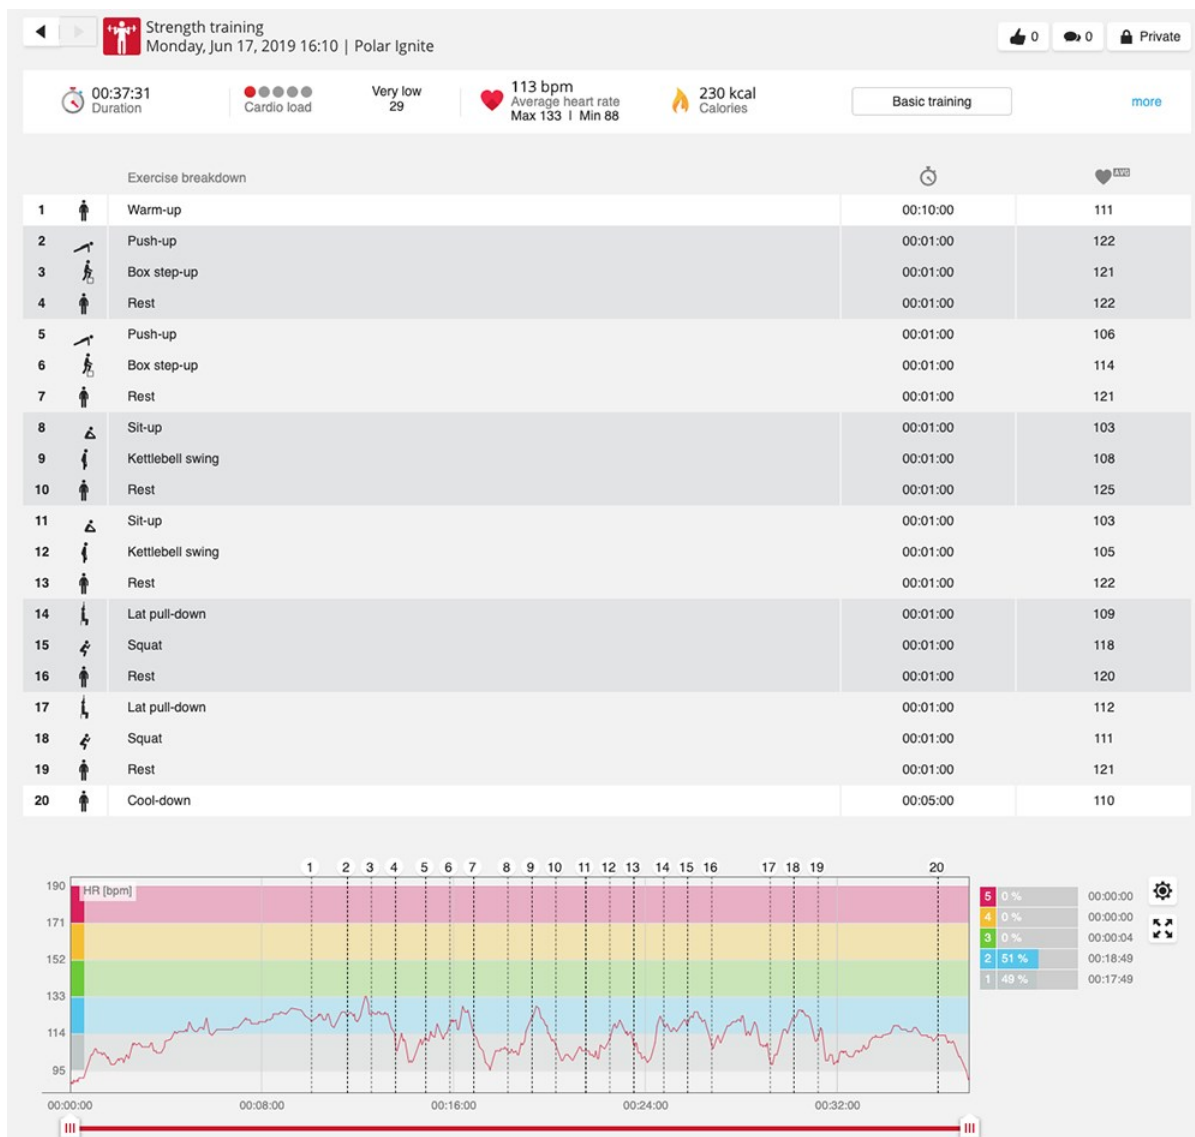 Strength training
Monday, Jun 17, 2019 16:10 | Polar Ignite
0 0 Private
00:37:31
Duration
Cardio load
Very low
29
113 bpm
Average heart rate
Max 133 | Min 88
230 kcal
Calories
Basic training
more
Exercise breakdown AVG
1 Warm-up 00:10:00 111
2 Push-up 00:01:00 122
3 Box step-up 00:01:00 121
4 Rest 00:01:00 122
5 Push-up 00:01:00 106
6 Box step-up 00:01:00 114
7 Rest 00:01:00 121
8 Sit-up 00:01:00 103
9 Kettlebell swing 00:01:00 108
10 Rest 00:01:00 125
11 Sit-up 00:01:00 103
12 Kettlebell swing 00:01:00 105
13 Rest 00:01:00 122
14 Lat pull-down 00:01:00 109
15 Squat 00:01:00 118
16 Rest 00:01:00 120
17 Lat pull-down 00:01:00 112
18 Squat 00:01:00 111
19 Rest 00:01:00 121
20 Cool-down 00:05:00 110
1 2 3 4 5 6 7 8 9 10 11 12 13 14 15 16 17 18 19 20
HR [bpm]
190
171
152
133
114
95
00:00:00 00:08:00 00:16:00 00:24:00 00:32:00
5 0 % 00:00:00
4 0 % 00:00:00
3 0 % 00:00:04
2 51 % 00:18:49
1 49 % 00:17:49